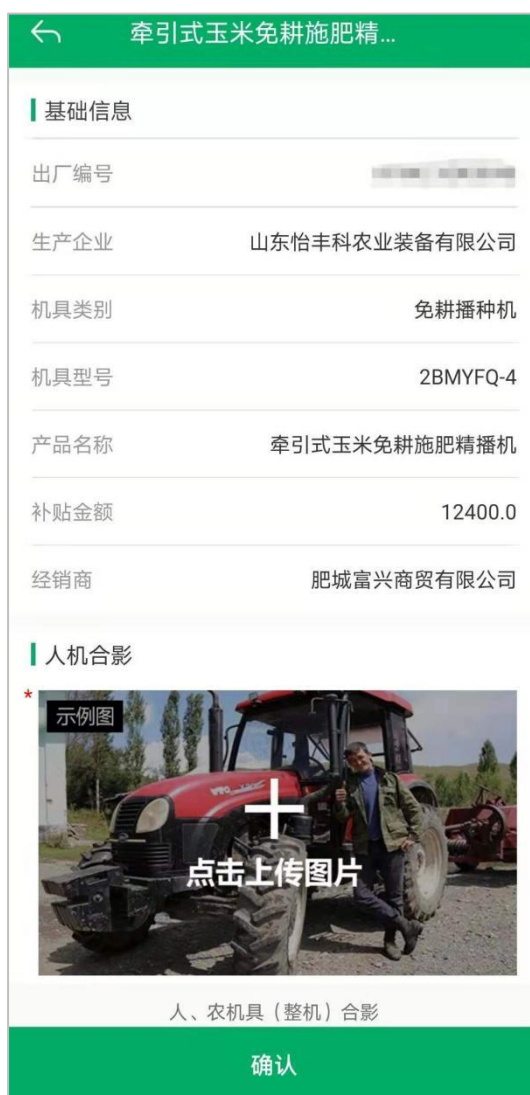 牵引式玉米免耕施肥精...
基础信息
出厂编号
生产企业 山东怡丰科农业装备有限公司
机具类别 免耕播种机
机具型号 2BMYFQ-4
产品名称 牵引式玉米免耕施肥精播机
补贴金额 12400.0
经销商 肥城富兴商贸有限公司
人机合影
*
示例图
点击上传图片
人、农机具（整机）合影
确认